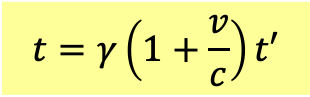 t = γ (1 + v/c) t′